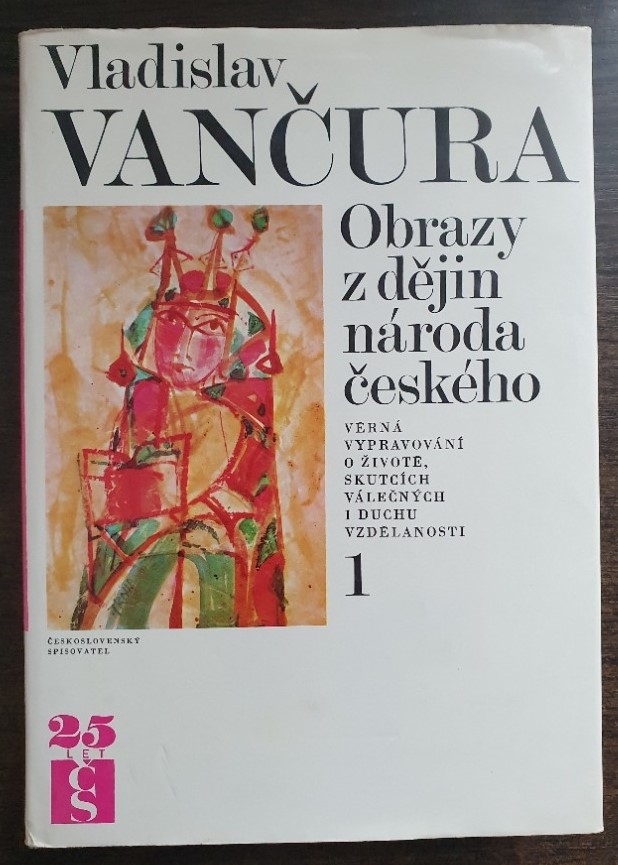 Vladislav
VANČURA
Obrazy
z dějin
národa
českého
VĚRNÁ
VYPRAVOVÁNÍ
O ŽIVOTĚ,
SKUTCÍCH
VÁLEČNÝCH
I DUCHU
VZDĚLANOSTI
1
ČESKOSLOVENSKÝ
SPISOVATEL
25
LET
ČS